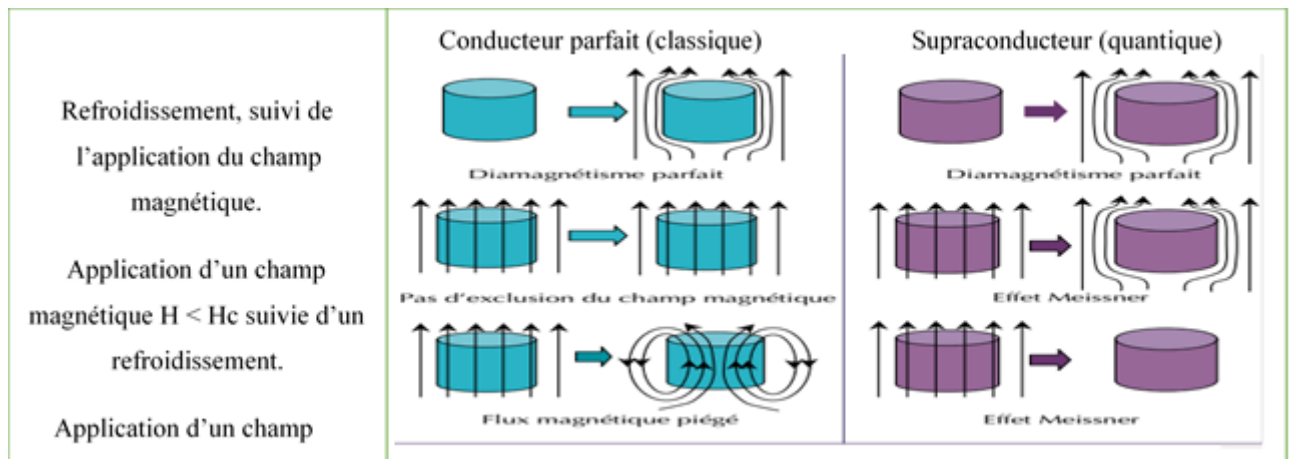 Conducteur parfait (classique)
Supraconducteur (quantique)
Refroidissement, suivi de
l'application du champ
magnétique.
Diamagnétisme parfait
Diamagnétisme parfait
Application d'un champ
magnétique H < Hc suivie d'un
refroidissement.
Pas d'exclusion du champ magnétique
Effet Meissner
Application d'un champ
Flux magnétique piégé
Effet Meissner